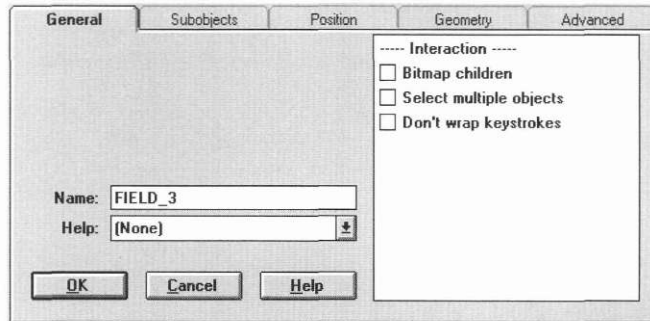 General Subobjects Position Geometry Advanced
----- Interaction -----
Bitmap children
Select multiple objects
Don't wrap keystrokes
Name: FIELD_3
Help: (None)
OK Cancel Help